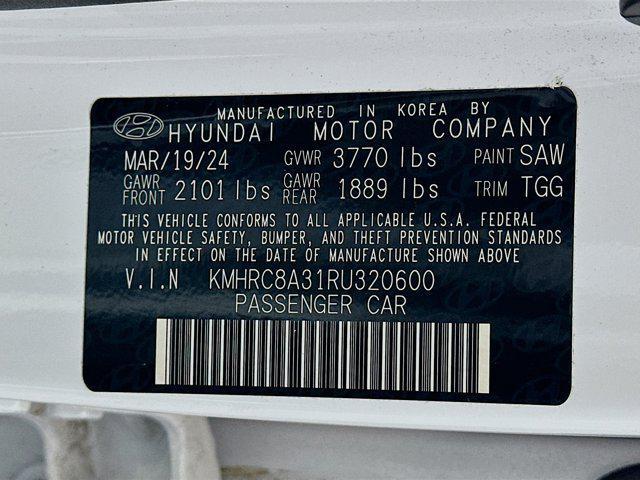 MANUFACTURED IN KOREA BY
HYUNDAI MOTOR COMPANY
MAR/19/24 GVWR 3770 lbs PAINT SAW
GAWR FRONT 2101 lbs GAWR REAR 1889 lbs TRIM TGG
THIS VEHICLE CONFORMS TO ALL APPLICABLE U.S.A. FEDERAL
MOTOR VEHICLE SAFETY, BUMPER, AND THEFT PREVENTION STANDARDS
IN EFFECT ON THE DATE OF MANUFACTURE SHOWN ABOVE
V.I.N KMHRC8A31RU320600
PASSENGER CAR